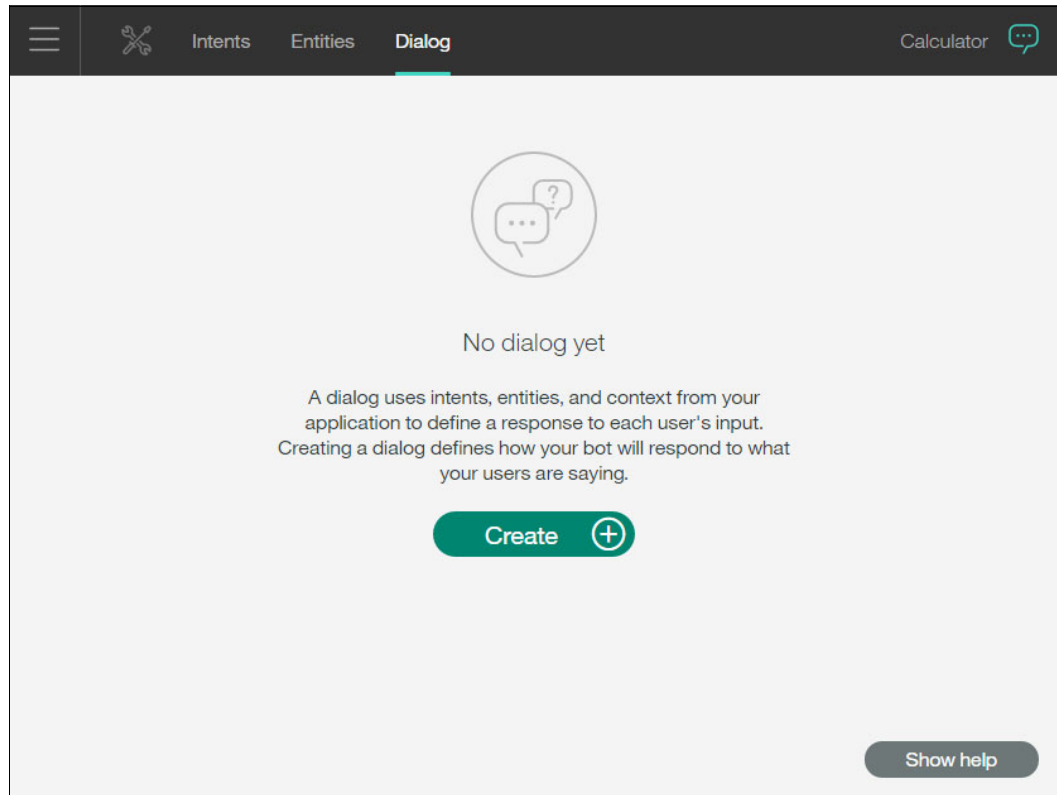 Intents Entities Dialog Calculator
?
No dialog yet
A dialog uses intents, entities, and context from your
application to define a response to each user's input.
Creating a dialog defines how your bot will respond to what
your users are saying.
Create
Show help